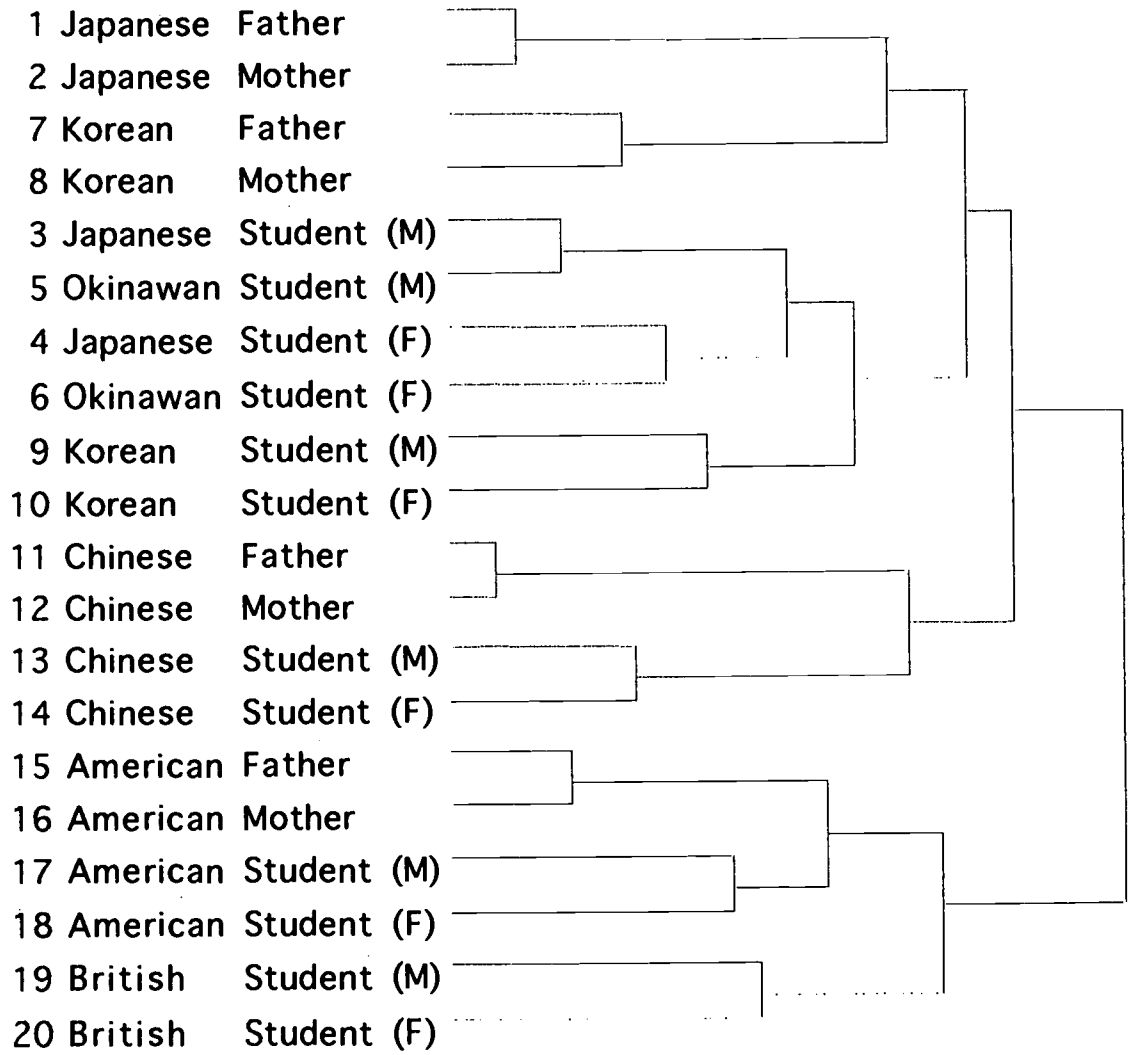 1 Japanese Father
2 Japanese Mother
7 Korean Father
8 Korean Mother
3 Japanese Student (M)
5 Okinawan Student (M)
4 Japanese Student (F)
6 Okinawan Student (F)
9 Korean Student (M)
10 Korean Student (F)
11 Chinese Father
12 Chinese Mother
13 Chinese Student (M)
14 Chinese Student (F)
15 American Father
16 American Mother
17 American Student (M)
18 American Student (F)
19 British Student (M)
20 British Student (F)